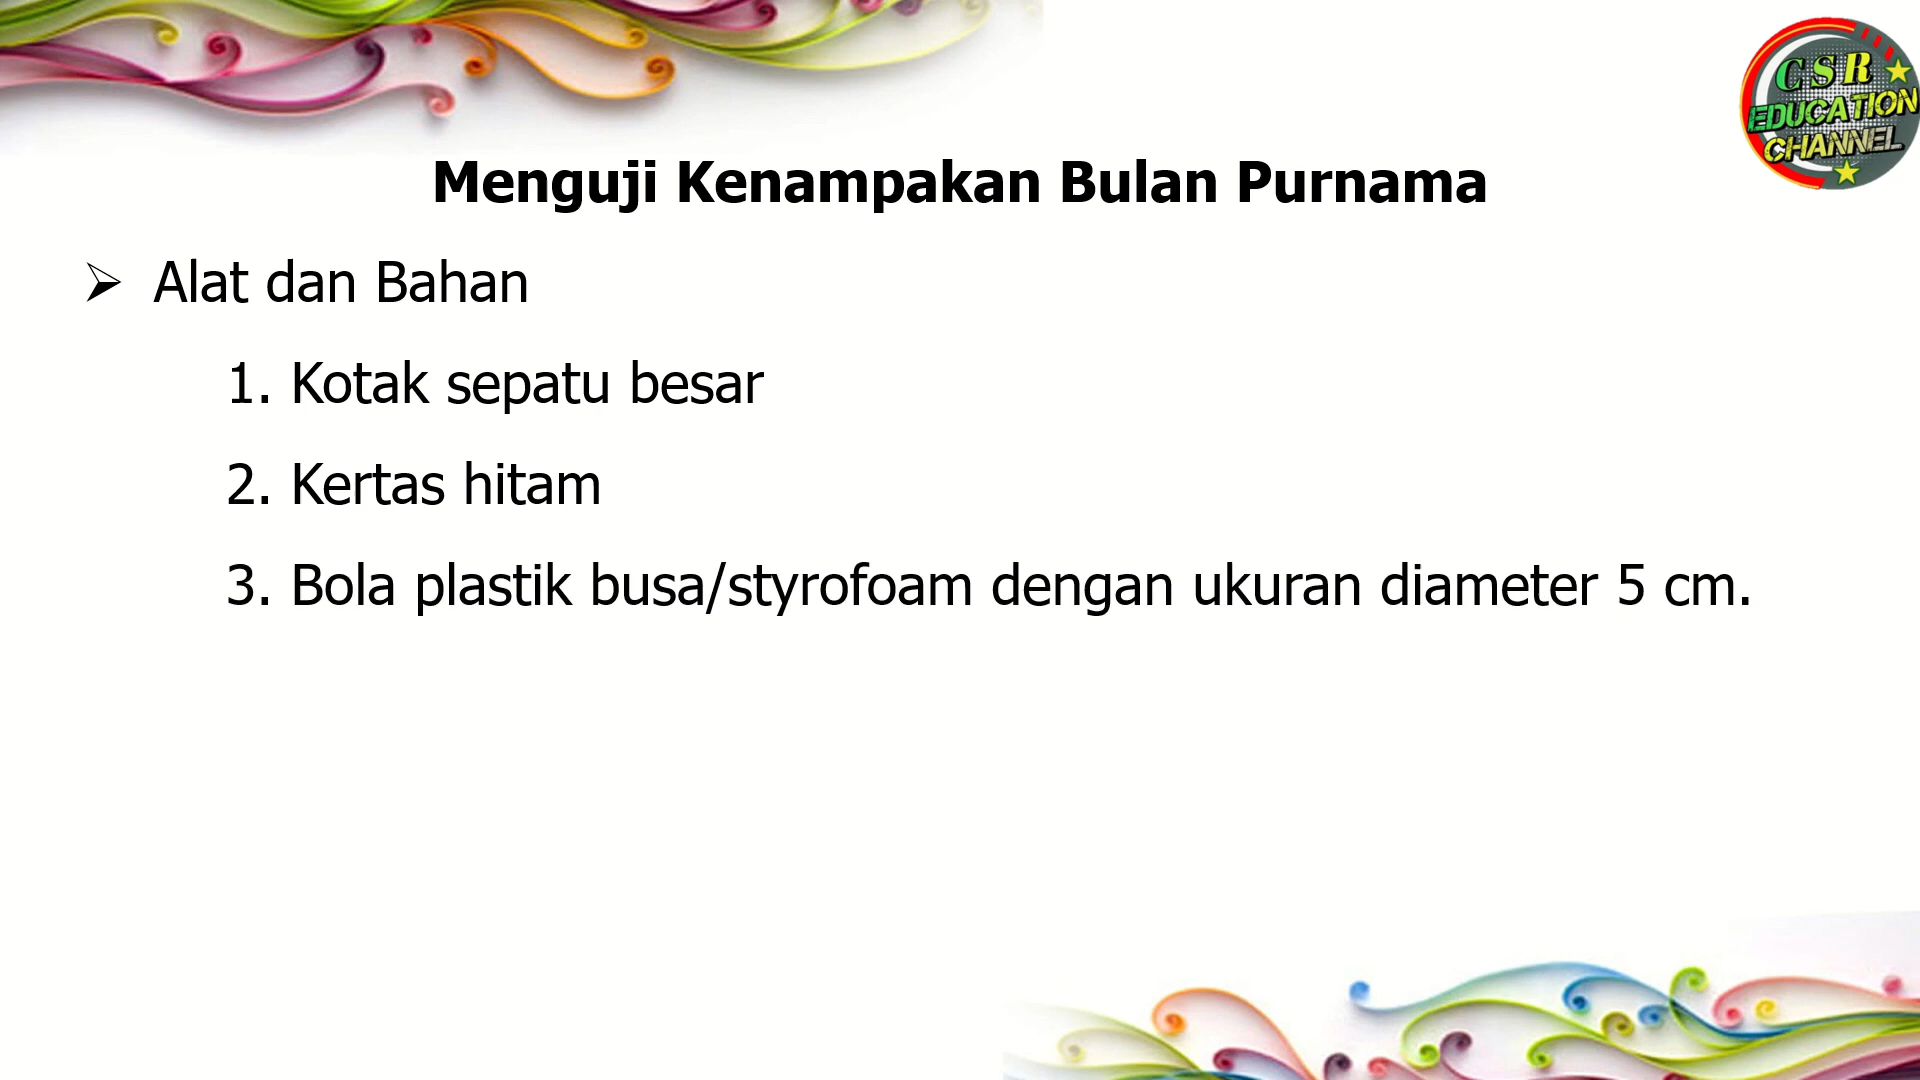 C S R
EDUCATION
CHANNEL
Menguji Kenampakan Bulan Purnama
➢ Alat dan Bahan
1. Kotak sepatu besar
2. Kertas hitam
3. Bola plastik busa/styrofoam dengan ukuran diameter 5 cm.